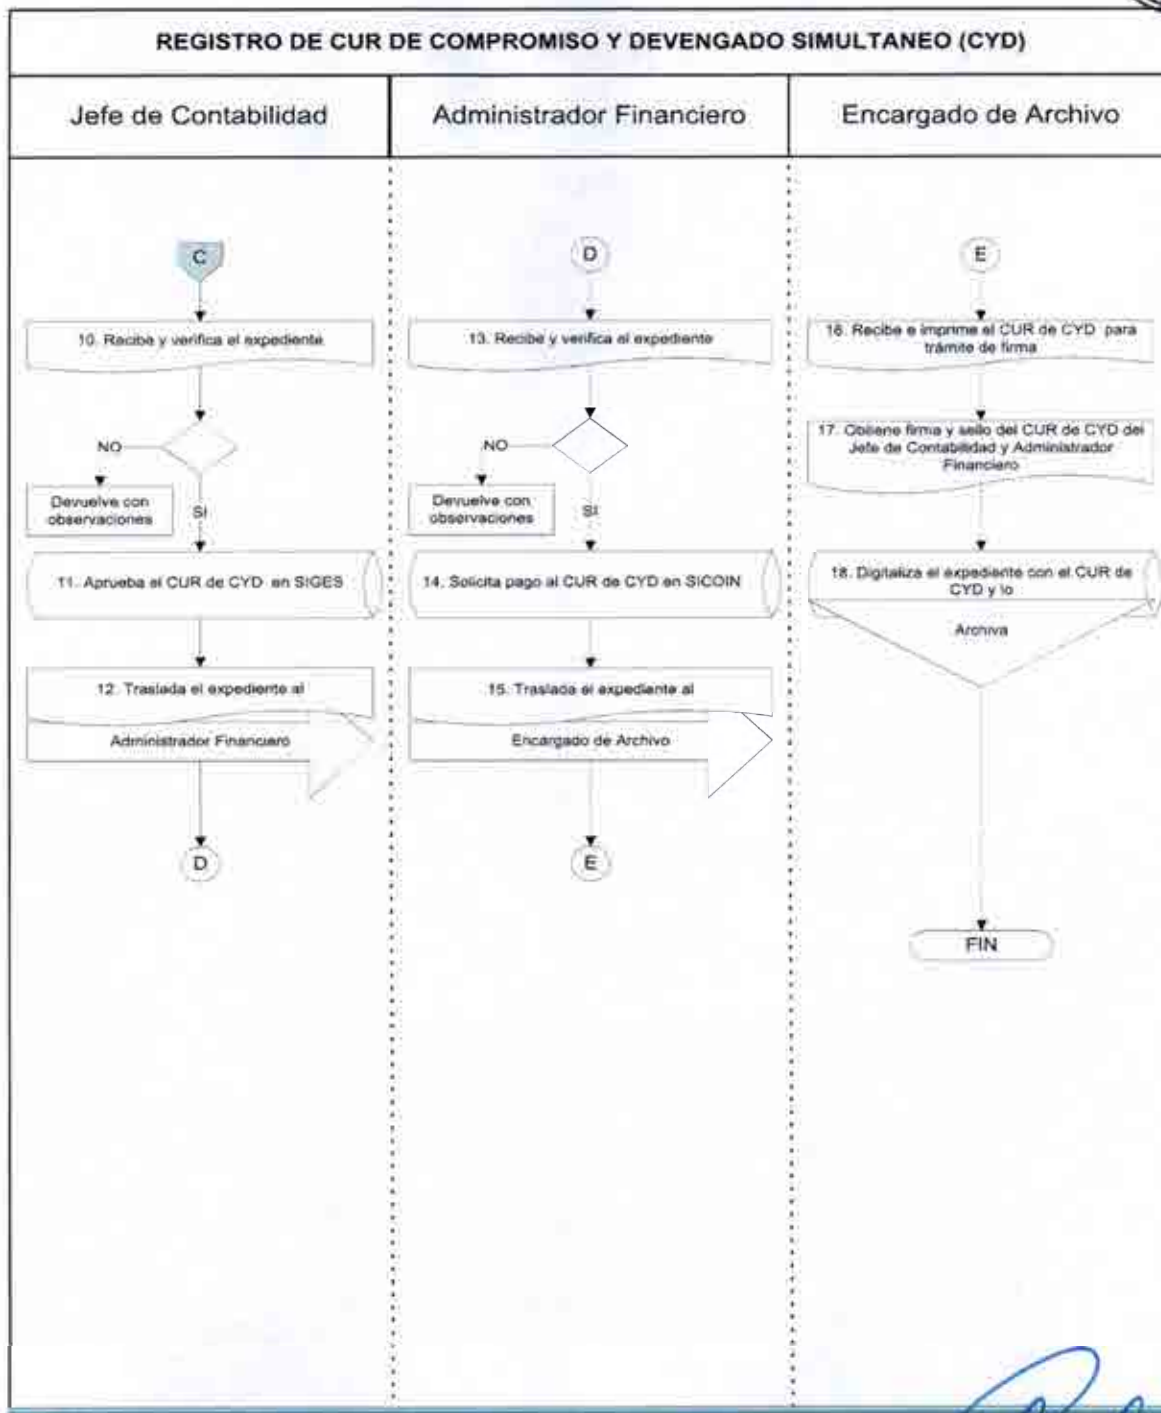 REGISTRO DE CUR DE COMPROMISO Y DEVENGADO SIMULTANEO (CYD)
Jefe de Contabilidad
Administrador Financiero
Encargado de Archivo
C
10. Recibe y verifica el expediente
NO
Devuelve con
observaciones
SI
11. Aprueba el CUR de CYD en SIGES
12. Traslada el expediente al
Administrador Financiero
D
D
13. Recibe y verifica el expediente
NO
Devuelve con
observaciones
SI
14. Solicita pago al CUR de CYD en SICOIN
15. Traslada el expediente al
Encargado de Archivo
E
E
16. Recibe e imprime el CUR de CYD para
trámite de firma
17. Obtiene firma y sello del CUR de CYD del
Jefe de Contabilidad y Administrador
Financiero
18. Digitaliza el expediente con el CUR de
CYD y lo
Archiva
FIN